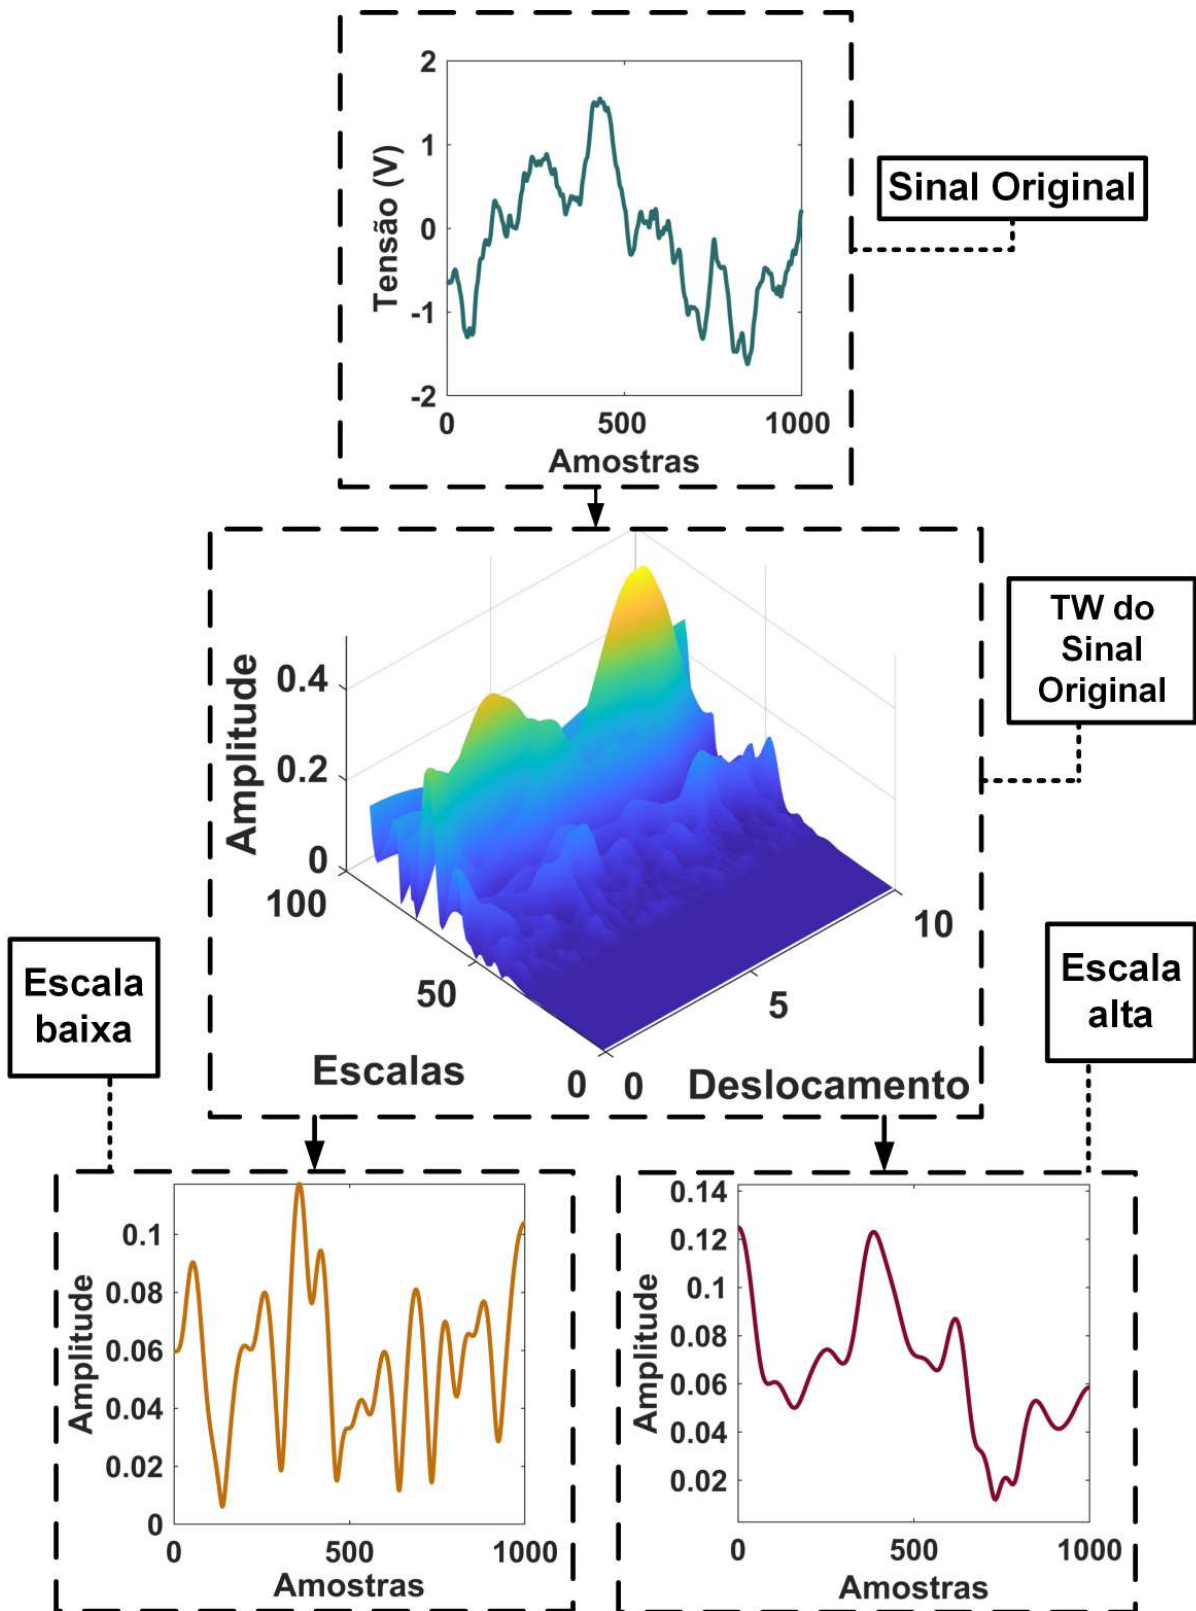 2
1
0
-1
-2
Tensão (V)
0 500 1000
Amostras
Sinal Original
Amplitude
0.4
0.2
0
100
50
0
Escalas
0
5
10
Deslocamento
TW do
Sinal
Original
Escala
baixa
Escala
alta
Amplitude
0.1
0.08
0.06
0.04
0.02
0
0 500 1000
Amostras
Amplitude
0.14
0.12
0.1
0.08
0.06
0.04
0.02
0 500 1000
Amostras